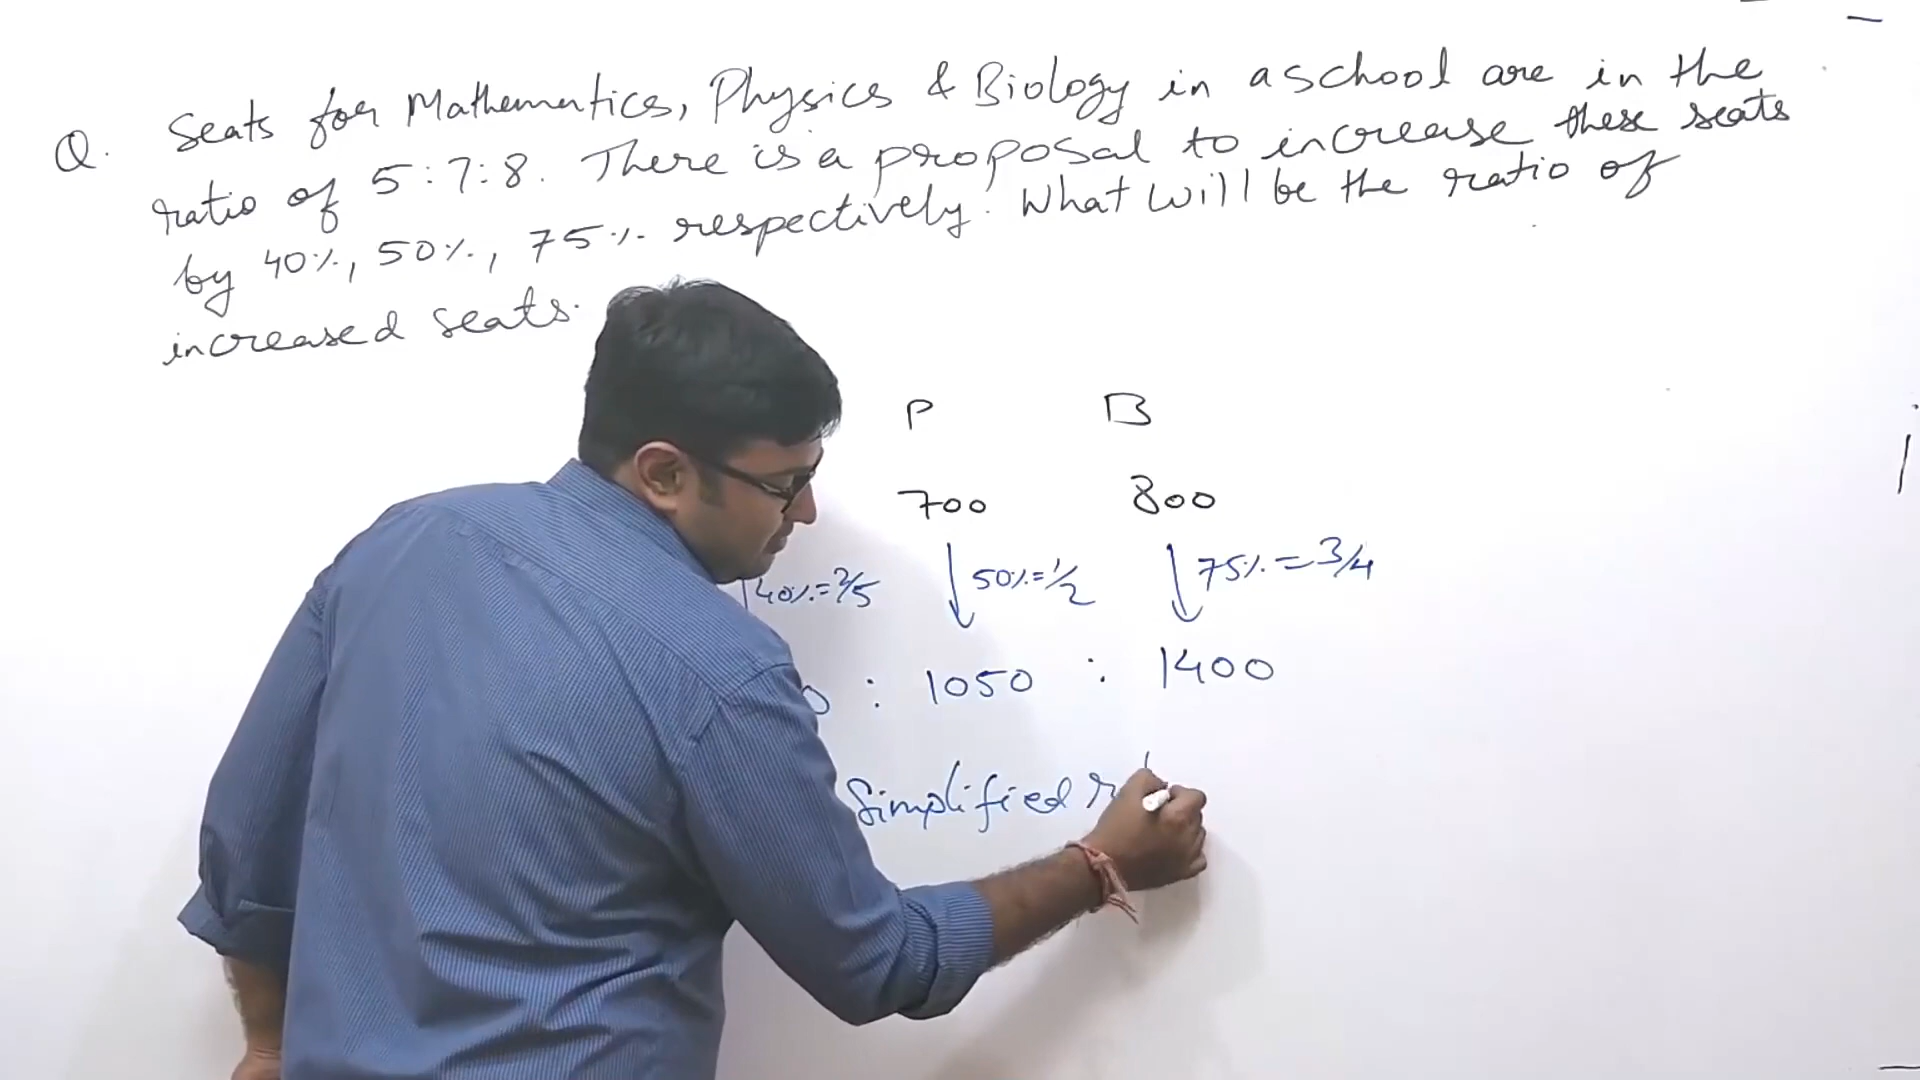 Q. Seats for Mathematics, Physics & Biology in a school are in the
ratio of 5:7:8. There is a proposal to increase these seats
by 40%, 50%, 75% respectively. What will be the ratio of
increased seats.
P B
700 800
40%=2/5 50%=1/2 75%=3/4
0 : 1050 : 1400
Simplified